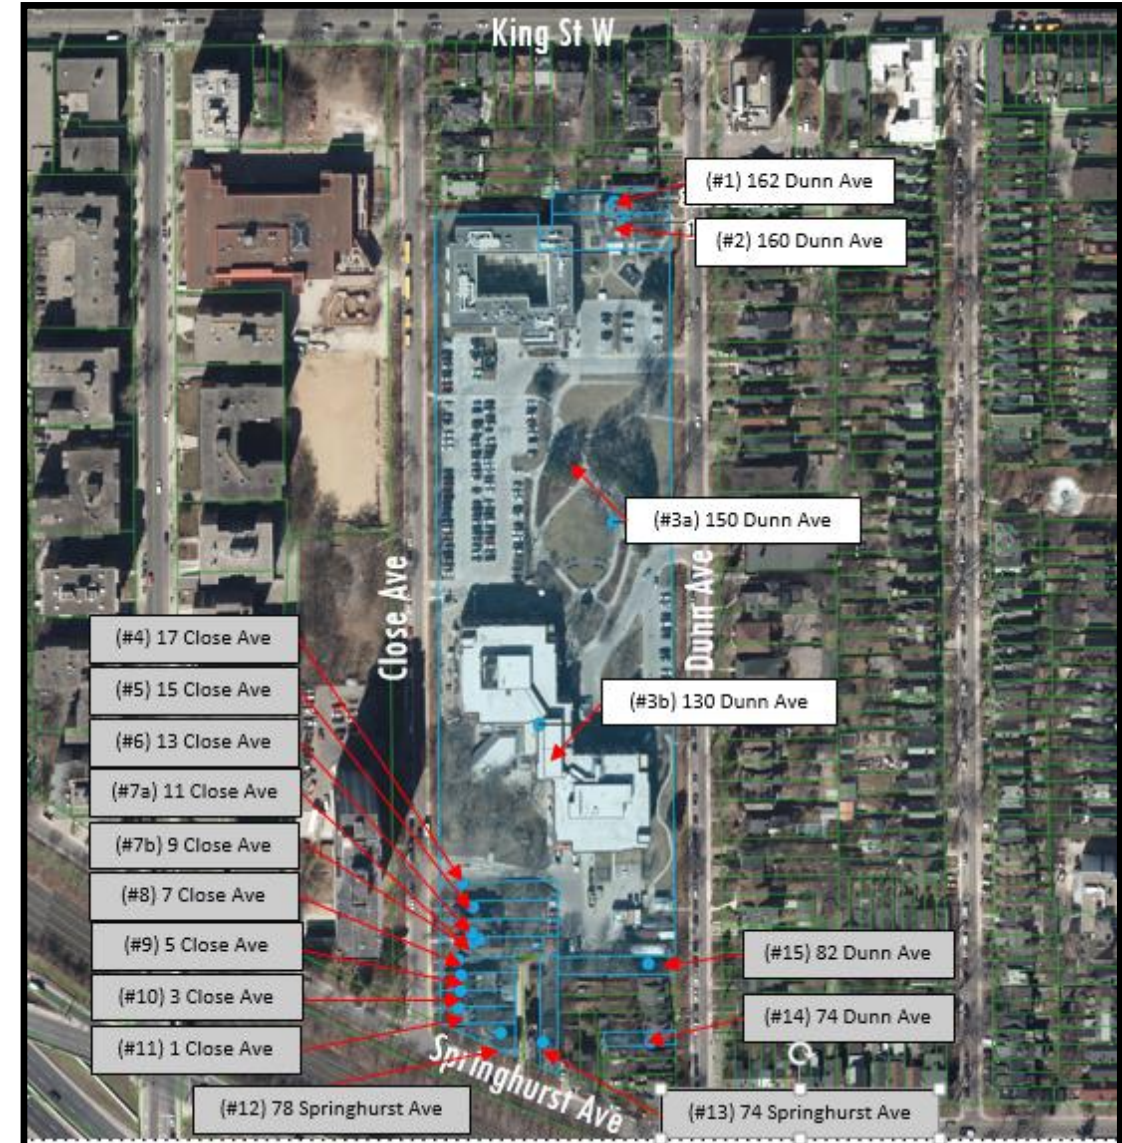 King St W
(#1) 162 Dunn Ave
(#2) 160 Dunn Ave
(#3a) 150 Dunn Ave
Close Ave
Dunn Ave
(#4) 17 Close Ave
(#5) 15 Close Ave
(#3b) 130 Dunn Ave
(#6) 13 Close Ave
(#7a) 11 Close Ave
(#7b) 9 Close Ave
(#8) 7 Close Ave
(#9) 5 Close Ave
(#15) 82 Dunn Ave
(#10) 3 Close Ave
(#14) 74 Dunn Ave
(#11) 1 Close Ave
Springhurst Ave
(#12) 78 Springhurst Ave
(#13) 74 Springhurst Ave